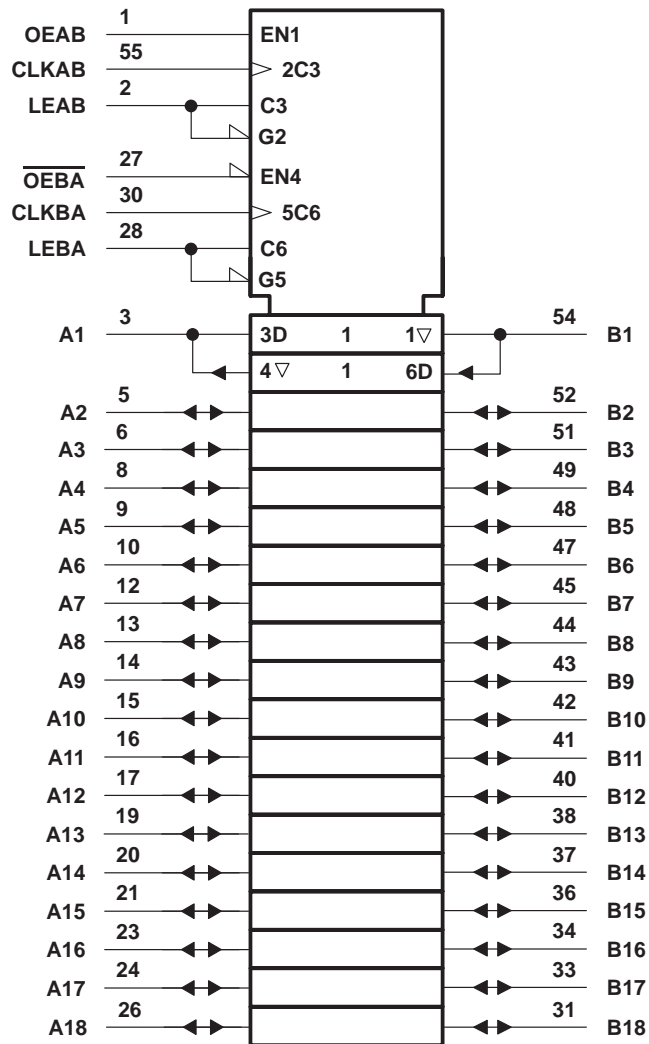 1
OEAB EN1
55
CLKAB 2C3
2
LEAB C3
G2
27
OEBA EN4
30
CLKBA 5C6
28
LEBA C6
G5
3 54
A1 3D 1 1▽ B1
4▽ 1 6D
5 52
A2 B2
6 51
A3 B3
8 49
A4 B4
9 48
A5 B5
10 47
A6 B6
12 45
A7 B7
13 44
A8 B8
14 43
A9 B9
15 42
A10 B10
16 41
A11 B11
17 40
A12 B12
19 38
A13 B13
20 37
A14 B14
21 36
A15 B15
23 34
A16 B16
24 33
A17 B17
26 31
A18 B18